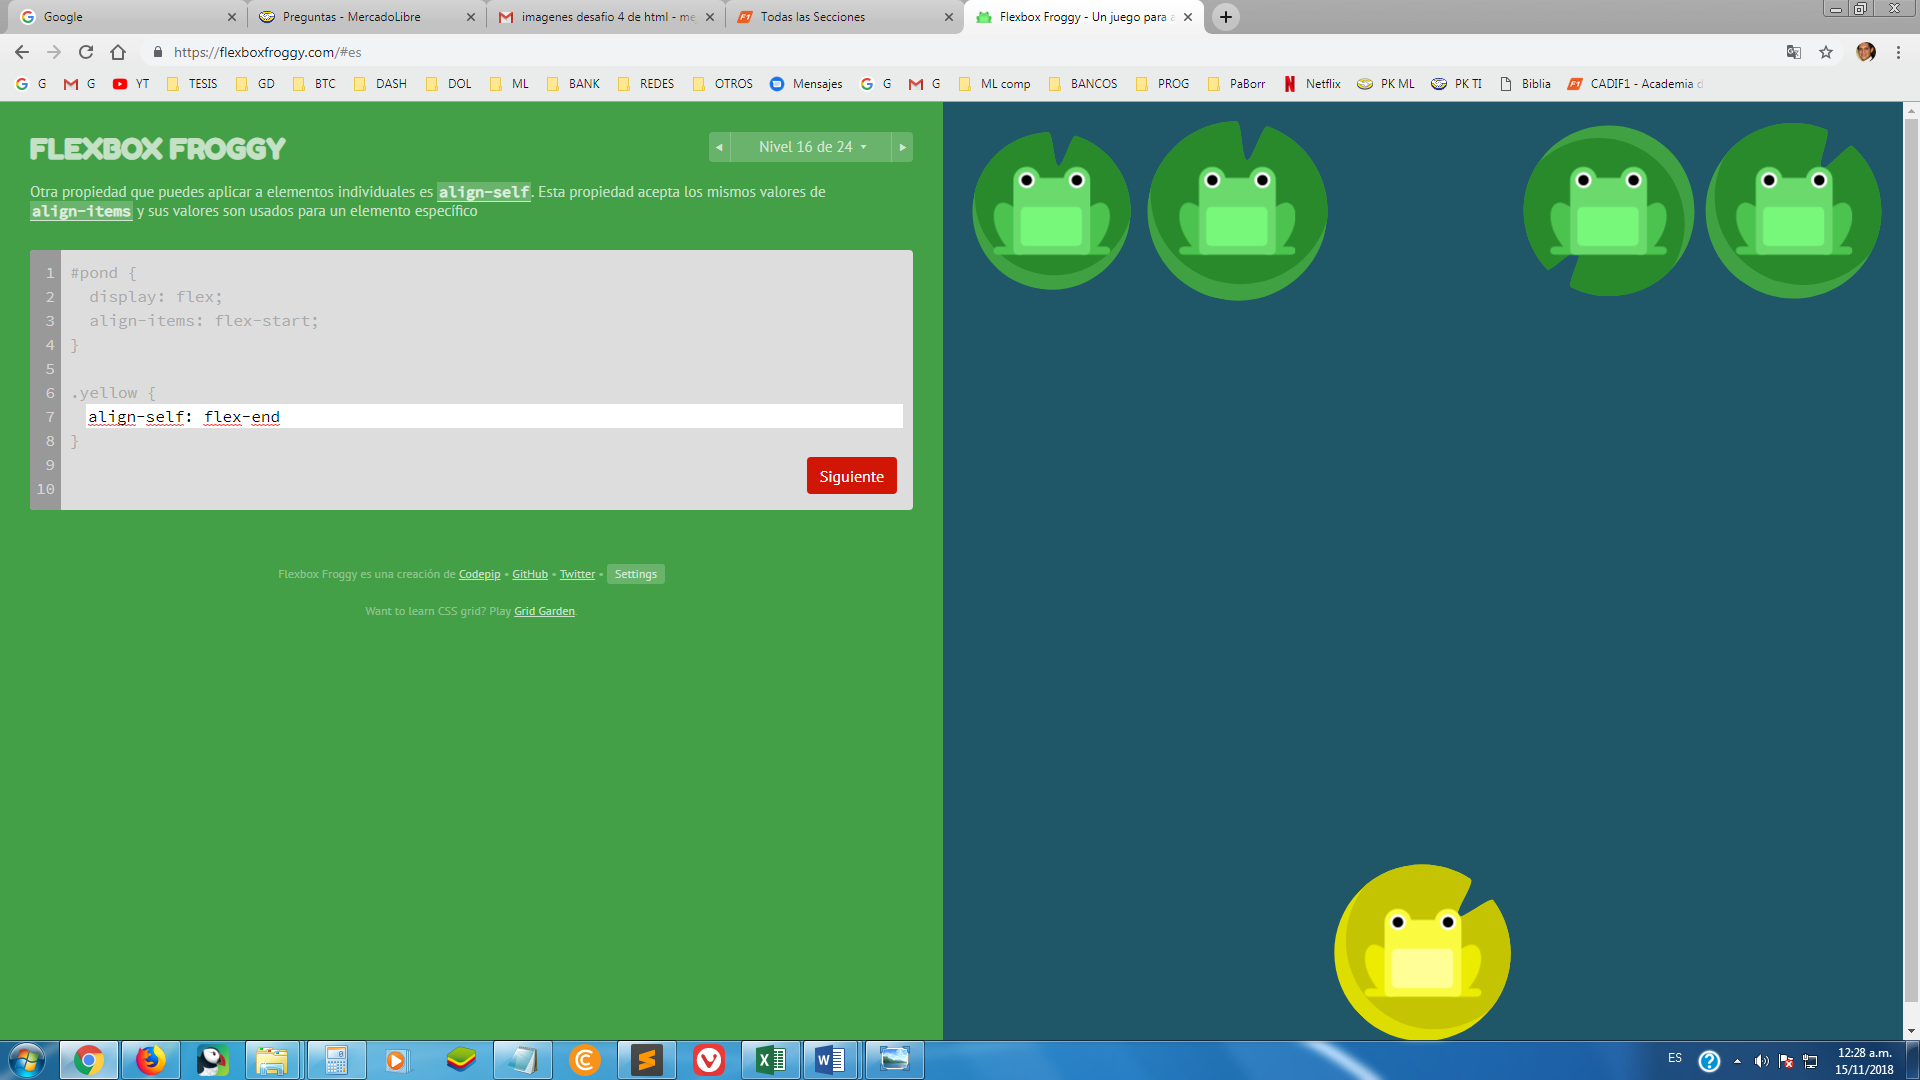 Google
Preguntas - MercadoLibre
imagenes desafio 4 de html - me
Todas las Secciones
Flexbox Froggy - Un juego para a
https://flexboxfroggy.com/#es
G G YT TESIS GD BTC DASH DOL ML BANK REDES OTROS Mensajes G G ML comp BANCOS PROG PaBorr Netflix PK ML PK TI Biblia CADIF1 - Academia d
FLEXBOX FROGGY
Nivel 16 de 24
Otra propiedad que puedes aplicar a elementos individuales es align-self. Esta propiedad acepta los mismos valores de
align-items y sus valores son usados para un elemento específico
1 #pond {
2 display: flex;
3 align-items: flex-start;
4 }
5
6 .yellow {
7 align-self: flex-end
8 }
9
10
Siguiente
Flexbox Froggy es una creación de Codepip • GitHub • Twitter • Settings
Want to learn CSS grid? Play Grid Garden.
ES
12:28 a.m.
15/11/2018